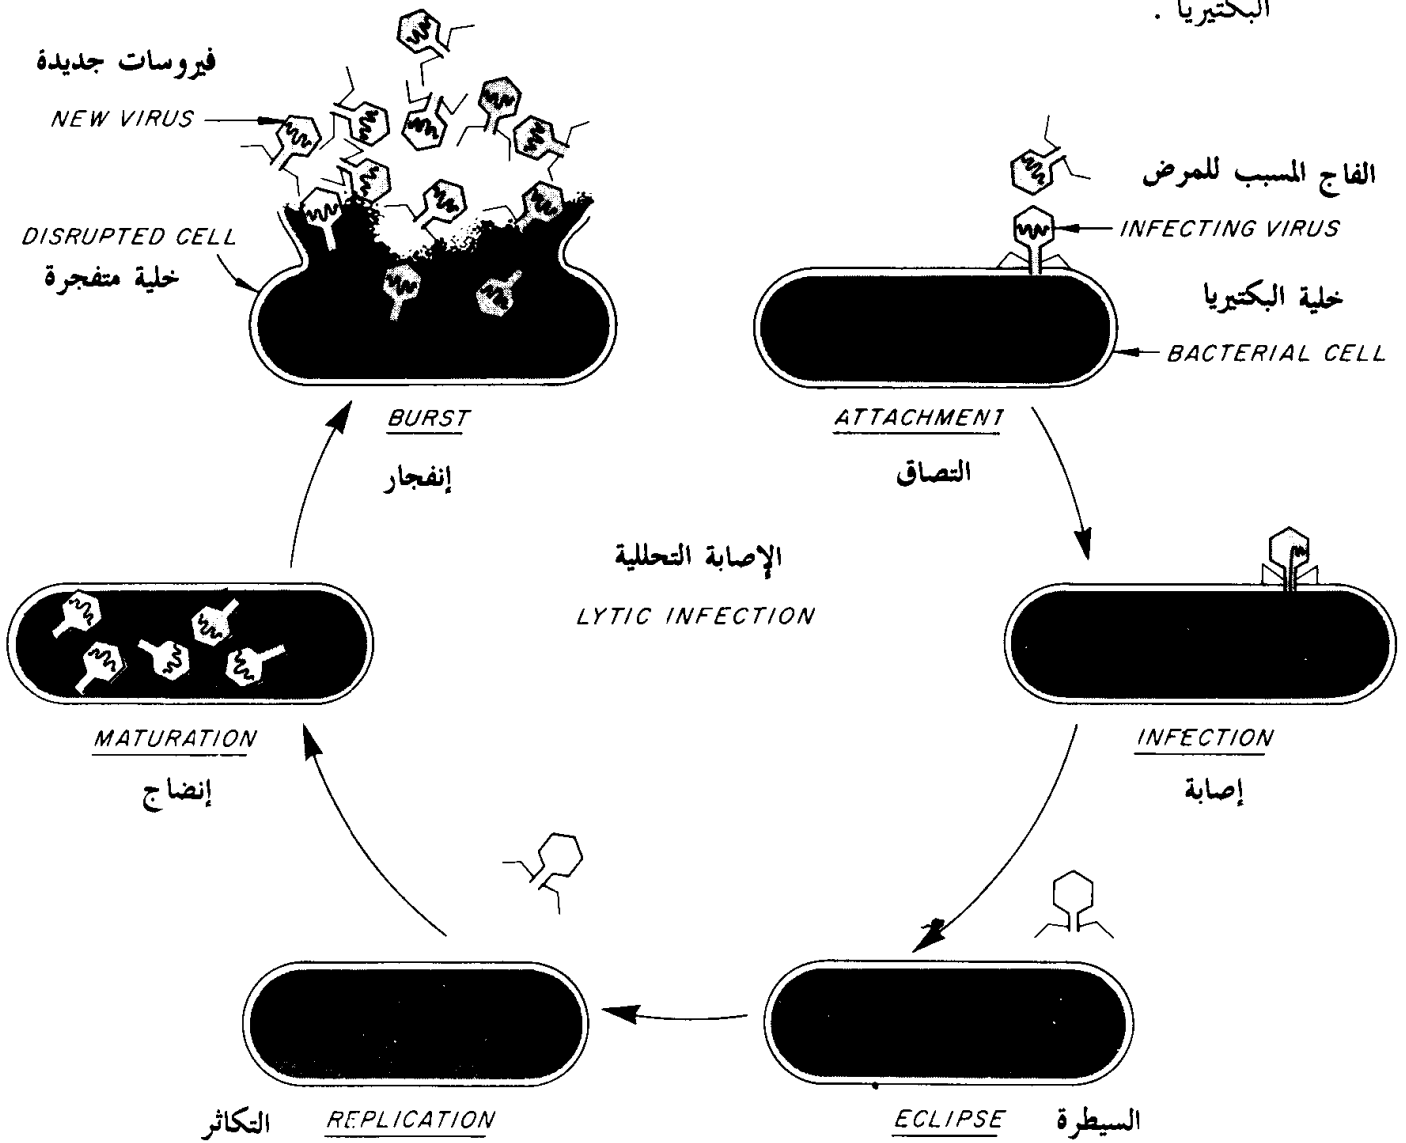 البكتيريا .
فيروسات جديدة
NEW VIRUS
DISRUPTED CELL
خلية متفجرة
الفاج المسبب للمرض
INFECTING VIRUS
خلية البكتيريا
BACTERIAL CELL
BURST
إنفجار
ATTACHMENT
التصاق
الإصابة التحللية
LYTIC INFECTION
MATURATION
إنضاج
INFECTION
إصابة
التكاثر REPLICATION
ECLIPSE السيطرة